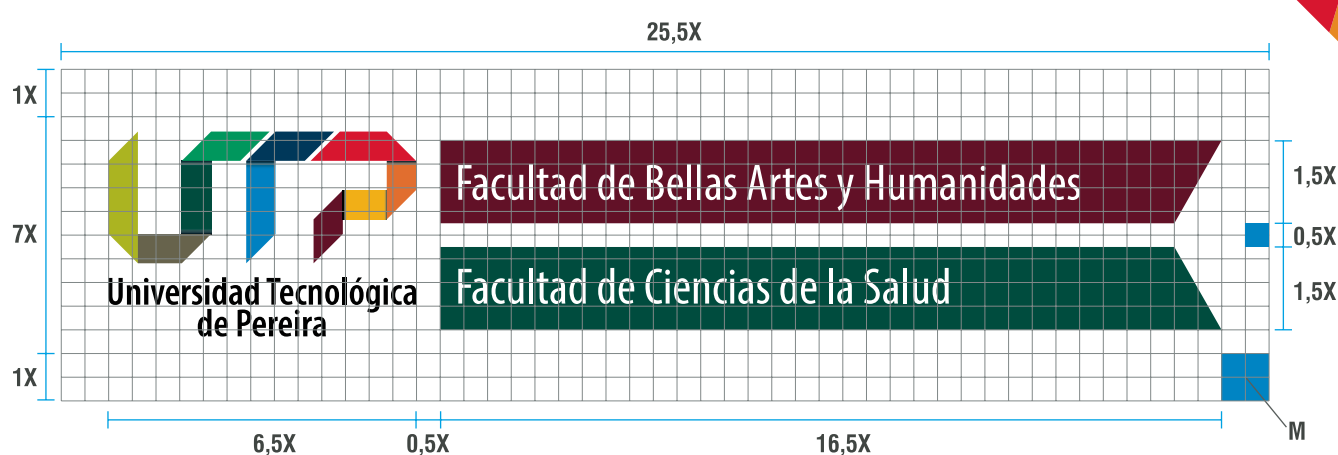 25,5X
1X
7X
1X
UTP
Universidad Tecnológica
de Pereira
Facultad de Bellas Artes y Humanidades
Facultad de Ciencias de la Salud
1,5X
0,5X
1,5X
6,5X
0,5X
16,5X
M